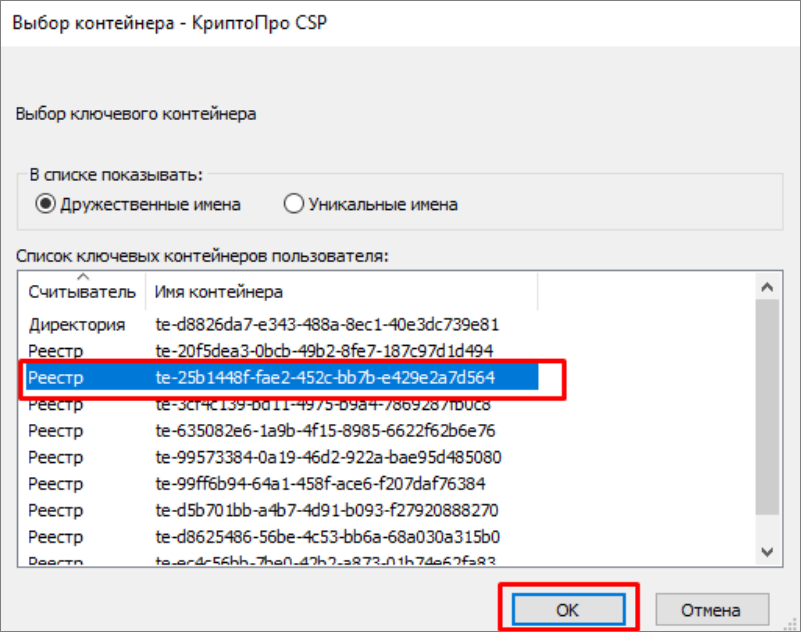 Выбор контейнера - КриптоПро CSP
Выбор ключевого контейнера
В списке показывать:
Дружественные имена Уникальные имена
Список ключевых контейнеров пользователя:
Считыватель Имя контейнера
Директория te-d8826da7-e343-488a-8ec1-40e3dc739e81
Реестр te-20f5dea3-0bcb-49b2-8fe7-187c97d1d494
Реестр te-25b1448f-fae2-452c-bb7b-e429e2a7d564
Реестр te-3cf4c139-bd11-4975-b9a4-7869287fb0c8
Реестр te-635082e6-1a9b-4f15-8985-6622f62b6e76
Реестр te-99573384-0a19-46d2-922a-bae95d485080
Реестр te-99ff6b94-64a1-458f-ace6-f207daf76384
Реестр te-d5b701bb-a4b7-4d91-b093-f27920888270
Реестр te-d8625486-56be-4c53-bb6a-68a030a315b0
Реестр te-ec4c56bb-7be0-42b2-a873-01b74e62fa83
ОК Отмена